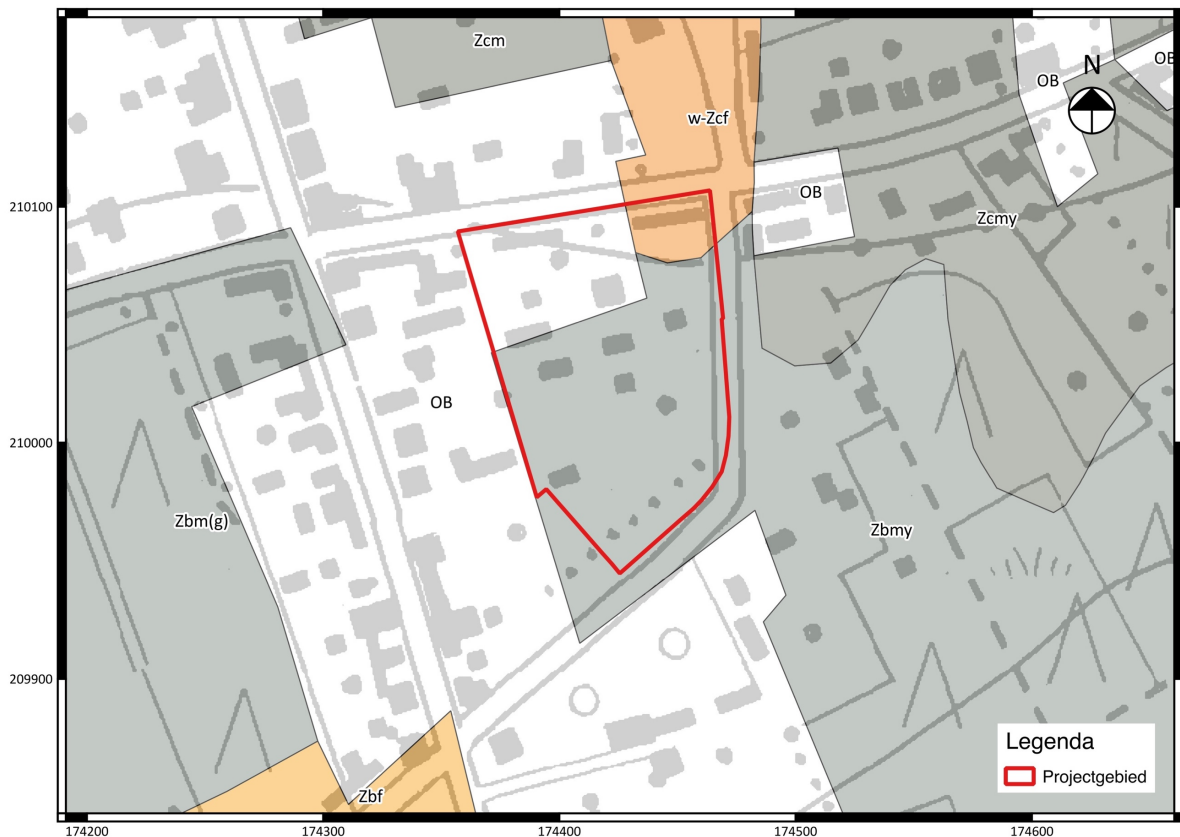 Zcm
OB
OB
N
w-Zcf
210100
OB
Zcmy
OB
210000
Zbm(g)
Zbmy
209900
Legenda
Projectgebied
Zbf
174200
174300
174400
174500
174600